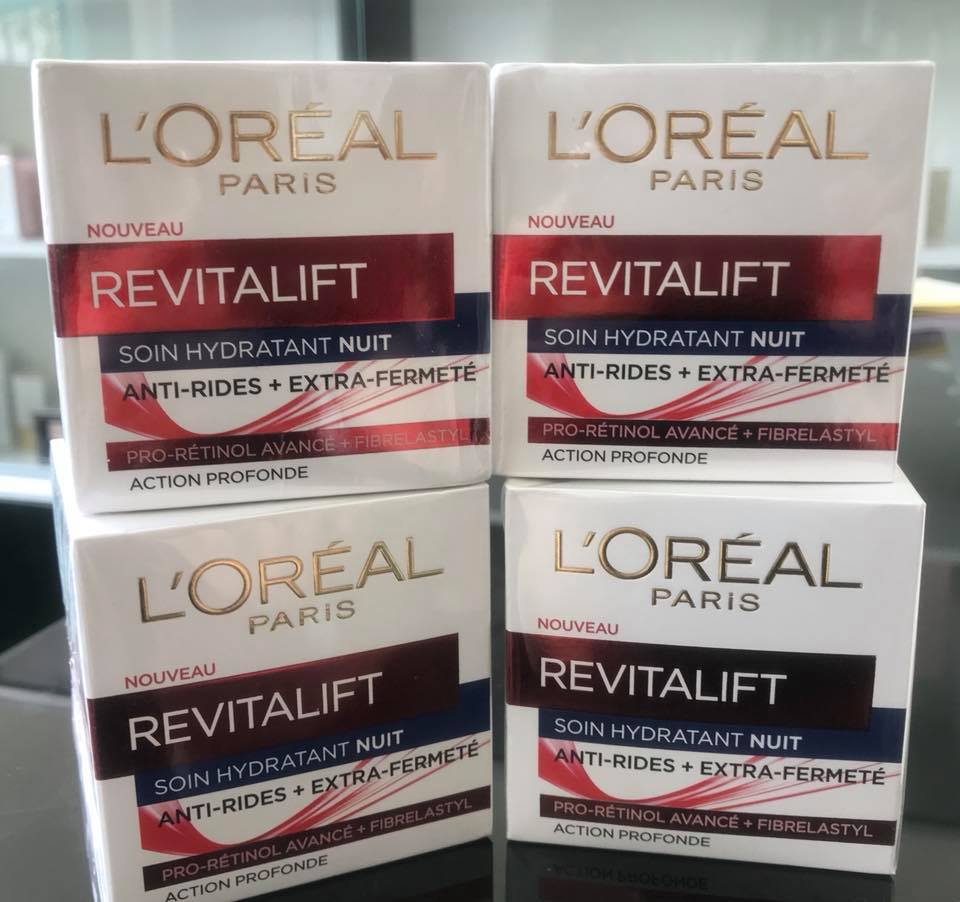 L'ORÉAL
PARiS
NOUVEAU
REVITALIFT
SOIN HYDRATANT NUIT
ANTI-RIDES + EXTRA-FERMETÉ
PRO-RÉTINOL AVANCÉ + FIBRELASTYL
ACTION PROFONDE
L'ORÉAL
PARiS
NOUVEAU
REVITALIFT
SOIN HYDRATANT NUIT
ANTI-RIDES + EXTRA-FERMETÉ
PRO-RÉTINOL AVANCÉ + FIBRELASTYL
ACTION PROFONDE
L'ORÉAL
PARiS
NOUVEAU
REVITALIFT
SOIN HYDRATANT NUIT
ANTI-RIDES + EXTRA-FERMETÉ
PRO-RÉTINOL AVANCÉ + FIBRELASTYL
ACTION PROFONDE
L'ORÉAL
PARiS
NOUVEAU
REVITALIFT
SOIN HYDRATANT NUIT
ANTI-RIDES + EXTRA-FERMETÉ
PRO-RÉTINOL AVANCÉ + FIBRELASTYL
ACTION PROFONDE